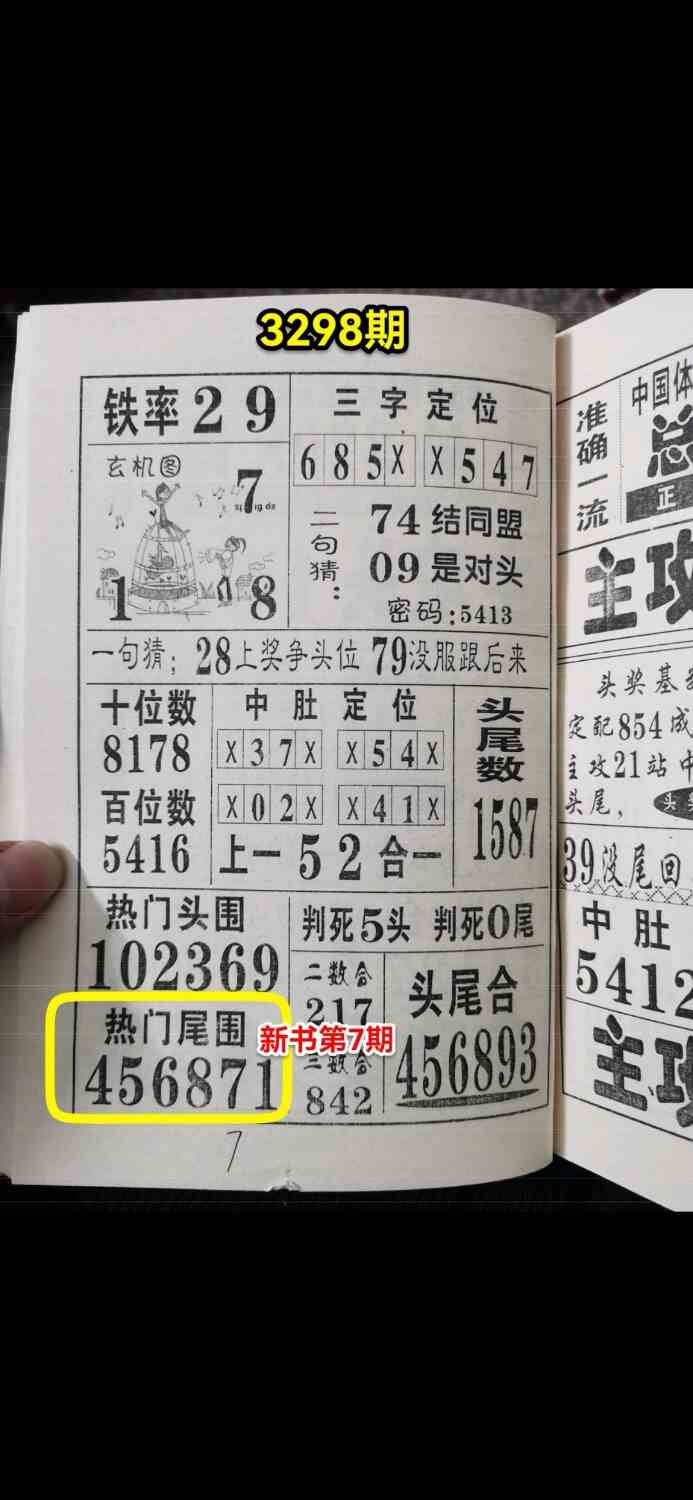 3298期
铁率29
三字定位
685X X547
玄机图
7
1 8
二句猜：
74结同盟
09是对头
密码：5413
一句猜；28上奖争头位 79没服跟后来
十位数
8178
百位数
5416
中肚定位
X37X X54X
X02X X41X
上一52合一
头尾数
1587
热门头围
102369
热门尾围
456871
判死5头 判死0尾
二数合
217
三数合
842
头尾合
456893
新书第7期
7
准确一流
中国体
总
正
主攻
头奖基
定配854成
主攻21站中
头尾，
39没尾回
中肚
5412
主攻